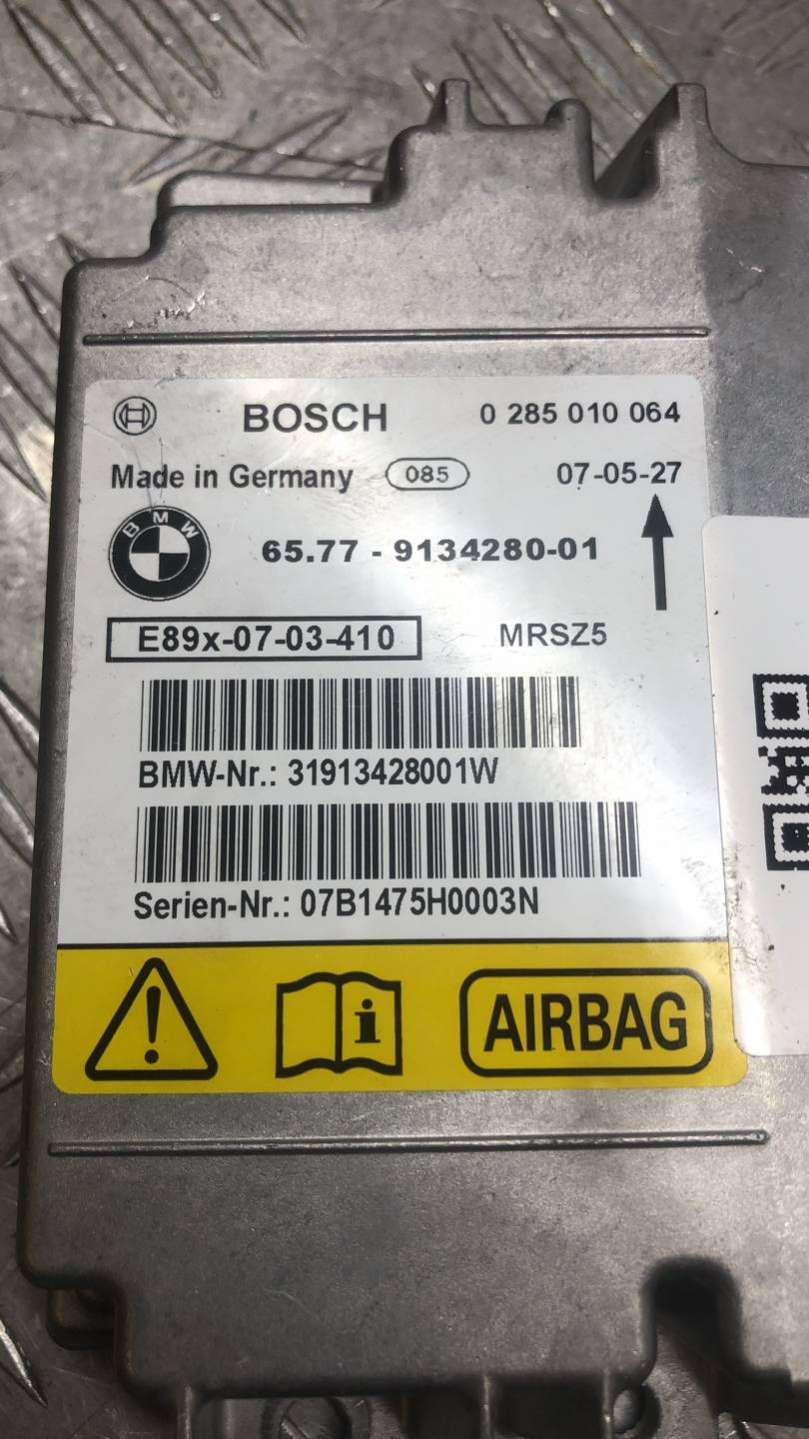 BOSCH 0 285 010 064
Made in Germany 085 07-05-27
BMW 65.77 - 9134280-01
E89x-07-03-410 MRSZ5
BMW-Nr.: 31913428001W
Serien-Nr.: 07B1475H0003N
! i AIRBAG